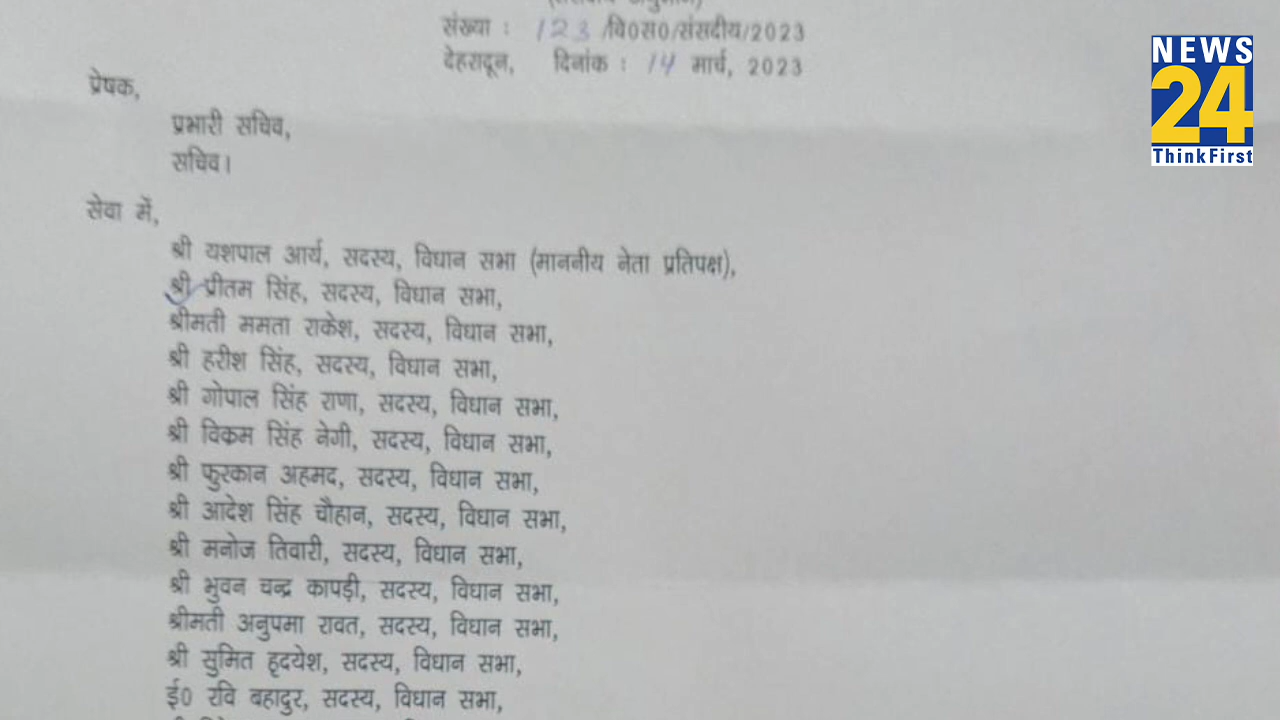 (संसदीय अनुभाग)
संख्या : 123 /वि0स0/संसदीय/2023
देहरादून, दिनांक : 14 मार्च, 2023
प्रेषक,
प्रभारी सचिव,
सचिव।
सेवा में,
श्री यशपाल आर्य, सदस्य, विधान सभा (माननीय नेता प्रतिपक्ष),
श्री प्रीतम सिंह, सदस्य, विधान सभा,
श्रीमती ममता राकेश, सदस्य, विधान सभा,
श्री हरीश सिंह, सदस्य, विधान सभा,
श्री गोपाल सिंह राणा, सदस्य, विधान सभा,
श्री विक्रम सिंह नेगी, सदस्य, विधान सभा,
श्री फुरकान अहमद, सदस्य, विधान सभा,
श्री आदेश सिंह चौहान, सदस्य, विधान सभा,
श्री मनोज तिवारी, सदस्य, विधान सभा,
श्री भुवन चन्द्र कापड़ी, सदस्य, विधान सभा,
श्रीमती अनुपमा रावत, सदस्य, विधान सभा,
श्री सुमित हृदयेश, सदस्य, विधान सभा,
ई0 रवि बहादुर, सदस्य, विधान सभा,
NEWS
24
ThinkFirst